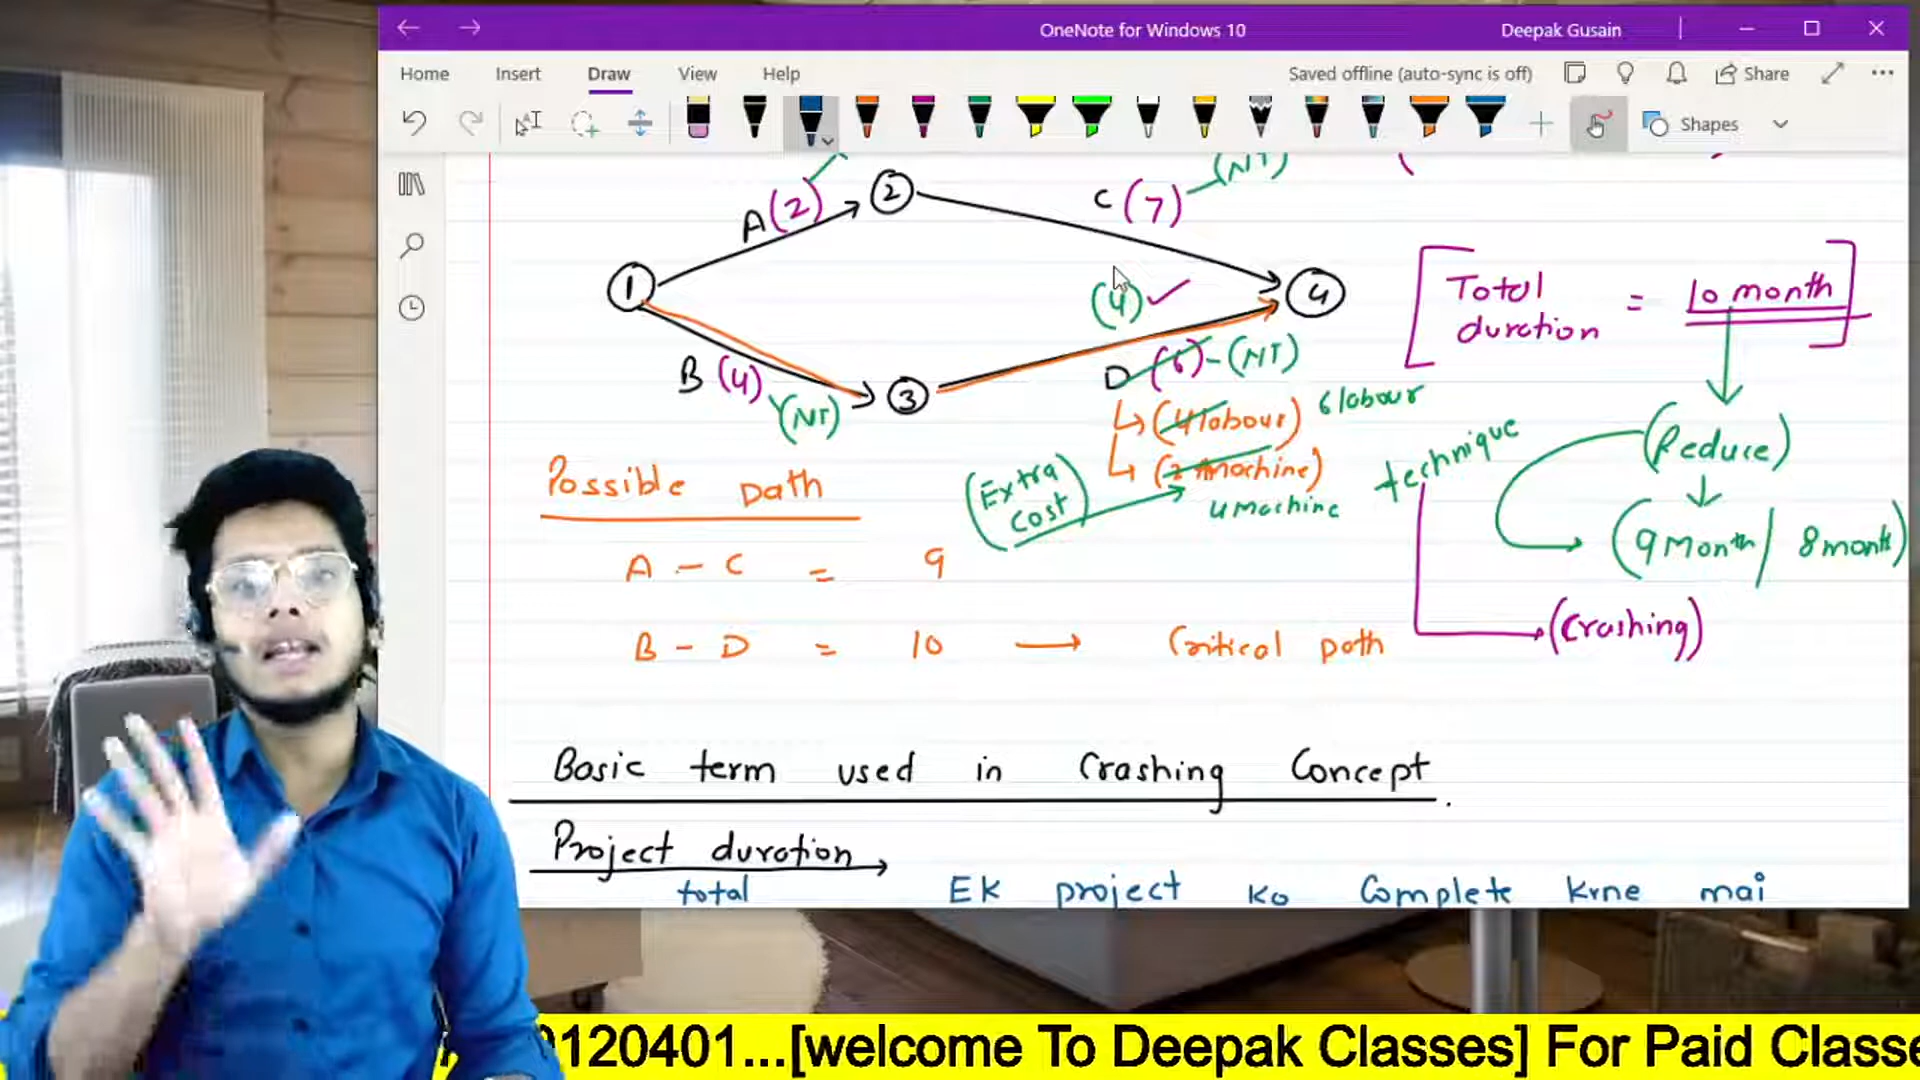 OneNote for Windows 10
Deepak Gusain
Home Insert Draw View Help
Saved offline (auto-sync is off)
Share
Shapes
(NT)
A (2)
2
C (7)
1
(4)
4
Total duration = 10 month
B (4)
(NT)
3
D (6) - (NT)
(4 labour) 6 labour
(2 machine)
4 machine
(Extra cost)
technique
(Reduce)
(9 Month / 8 month)
(Crashing)
Possible path
A - C = 9
B - D = 10 → Critical path
Basic term used in Crashing Concept.
Project duration
total EK project ko Complete krne mai
0120401...[welcome To Deepak Classes] For Paid Classe